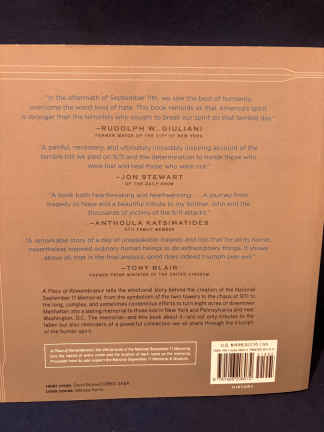 "In the aftermath of September 11th, we saw the best of humanity
overcome the worst kind of hate. This book reminds us that America's spirit
is stronger than the terrorists who sought to break our spirit on that terrible day."
—RUDOLPH W. GIULIANI
FORMER MAYOR OF THE CITY OF NEW YORK
"A painful, necessary, and ultimately incredibly inspiring account of the
terrible toll we paid on 9/11 and the determination to honor those who
were lost and heal those who were not."
—JON STEWART
OF THE DAILY SHOW
"A book both heartbreaking and heartwarming. . . . A journey from
tragedy to hope and a beautiful tribute to my brother John and the
thousands of victims of the 9/11 attacks."
—ANTHOULA KATSIMATIDES
9/11 FAMILY MEMBER
"A remarkable story of a day of unspeakable tragedy and loss that for all its horror,
nevertheless inspired ordinary human beings to do extraordinary things. It shows
above all, that in the final analysis, good does indeed triumph over evil."
—TONY BLAIR
FORMER PRIME MINISTER OF THE UNITED KINGDOM
A Place of Remembrance tells the emotional story behind the creation of the National
September 11 Memorial, from the symbolism of the twin towers to the chaos of 9/11 to
the long, complex, and sometimes contentious efforts to turn eight acres of downtown
Manhattan into a lasting memorial to those lost in New York and Pennsylvania and near
Washington, D.C. The memorial—and this book about it—are not only tributes to the
fallen but also reminders of a powerful connection we all share through the triumph
of the human spirit.
A Place of Remembrance, the official book of the National September 11 Memorial,
HISTORY